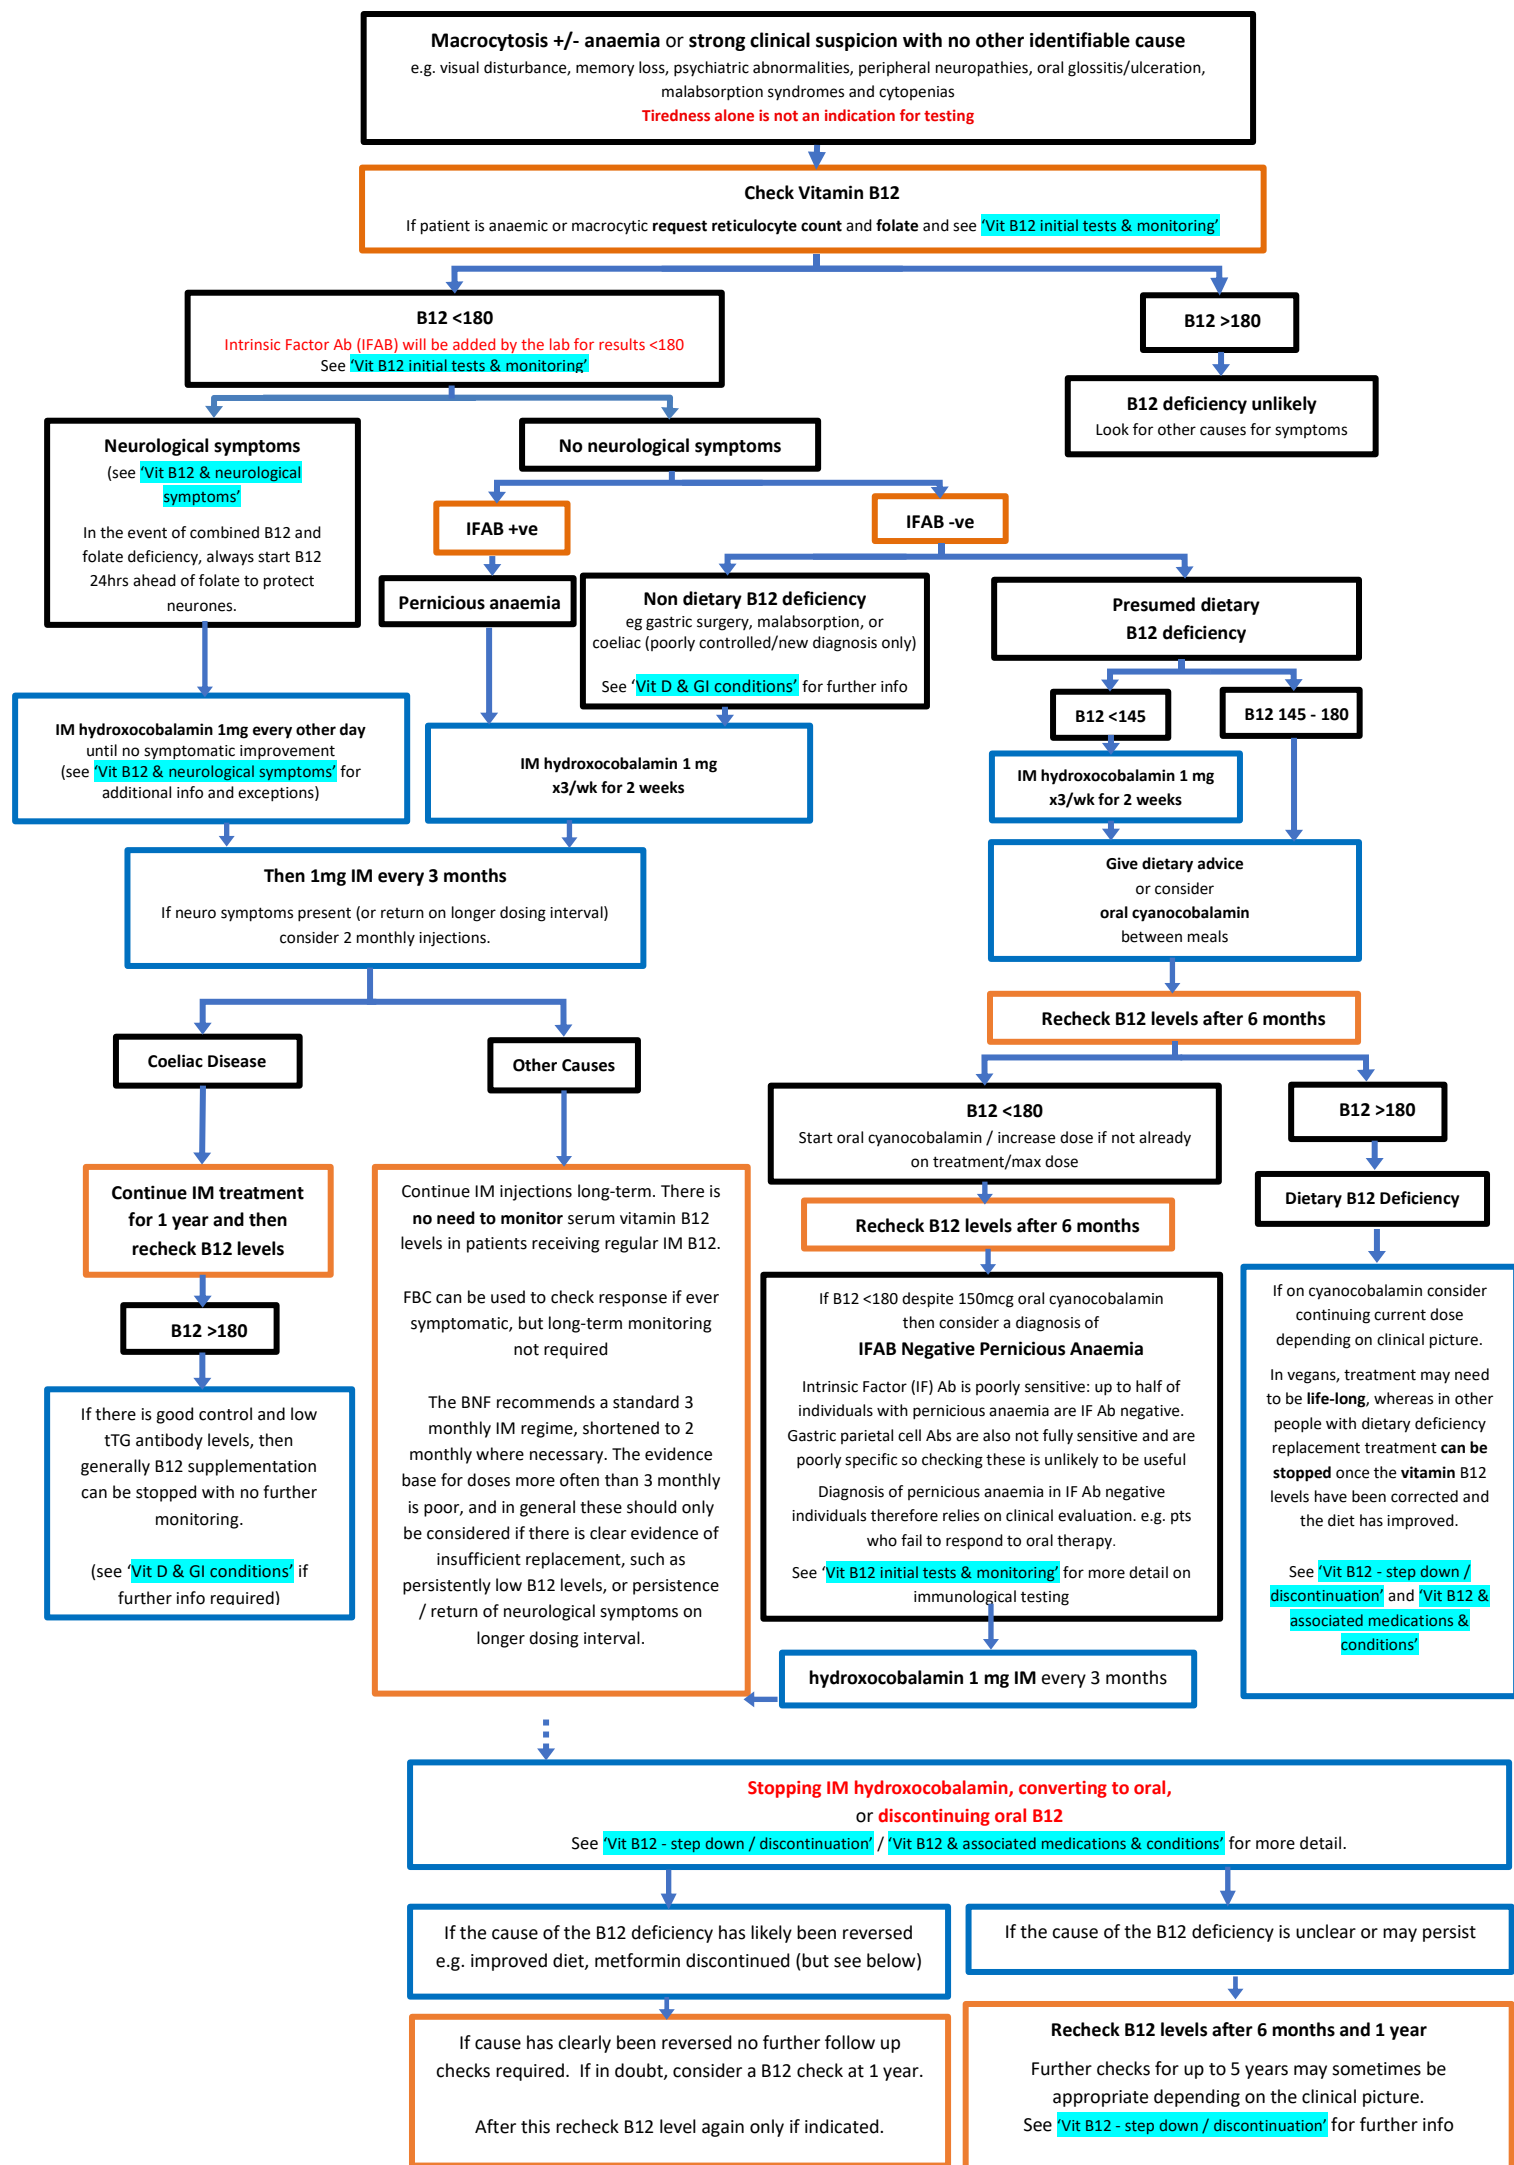 Macrocytosis +/- anaemia or strong clinical suspicion with no other identifiable cause
e.g. visual disturbance, memory loss, psychiatric abnormalities, peripheral neuropathies, oral glossitis/ulceration,
malabsorption syndromes and cytopenias
Tiredness alone is not an indication for testing
Check Vitamin B12
If patient is anaemic or macrocytic request reticulocyte count and folate and see ‘Vit B12 initial tests & monitoring’
B12 <180
Intrinsic Factor Ab (IFAB) will be added by the lab for results <180
See ‘Vit B12 initial tests & monitoring’
B12 >180
B12 deficiency unlikely
Look for other causes for symptoms
Neurological symptoms
(see ‘Vit B12 & neurological
symptoms’
In the event of combined B12 and
folate deficiency, always start B12
24hrs ahead of folate to protect
neurones.
No neurological symptoms
IFAB +ve
IFAB -ve
Pernicious anaemia
Non dietary B12 deficiency
eg gastric surgery, malabsorption, or
coeliac (poorly controlled/new diagnosis only)
See ‘Vit D & GI conditions’ for further info
Presumed dietary
B12 deficiency
B12 <145
B12 145 - 180
IM hydroxocobalamin 1mg every other day
until no symptomatic improvement
(see ‘Vit B12 & neurological symptoms’ for
additional info and exceptions)
IM hydroxocobalamin 1 mg
x3/wk for 2 weeks
IM hydroxocobalamin 1 mg
x3/wk for 2 weeks
Then 1mg IM every 3 months
If neuro symptoms present (or return on longer dosing interval)
consider 2 monthly injections.
Give dietary advice
or consider
oral cyanocobalamin
between meals
Recheck B12 levels after 6 months
Coeliac Disease
Other Causes
B12 <180
Start oral cyanocobalamin / increase dose if not already
on treatment/max dose
B12 >180
Continue IM treatment
for 1 year and then
recheck B12 levels
Continue IM injections long-term. There is
no need to monitor serum vitamin B12
levels in patients receiving regular IM B12.
FBC can be used to check response if ever
symptomatic, but long-term monitoring
not required
The BNF recommends a standard 3
monthly IM regime, shortened to 2
monthly where necessary. The evidence
base for doses more often than 3 monthly
is poor, and in general these should only
be considered if there is clear evidence of
insufficient replacement, such as
persistently low B12 levels, or persistence
/ return of neurological symptoms on
longer dosing interval.
Recheck B12 levels after 6 months
Dietary B12 Deficiency
B12 >180
If there is good control and low
tTG antibody levels, then
generally B12 supplementation
can be stopped with no further
monitoring.
(see ‘Vit D & GI conditions’ if
further info required)
If B12 <180 despite 150mcg oral cyanocobalamin
then consider a diagnosis of
IFAB Negative Pernicious Anaemia
Intrinsic Factor (IF) Ab is poorly sensitive: up to half of
individuals with pernicious anaemia are IF Ab negative.
Gastric parietal cell Abs are also not fully sensitive and are
poorly specific so checking these is unlikely to be useful
Diagnosis of pernicious anaemia in IF Ab negative
individuals therefore relies on clinical evaluation. e.g. pts
who fail to respond to oral therapy.
See ‘Vit B12 initial tests & monitoring’ for more detail on
immunological testing
If on cyanocobalamin consider
continuing current dose
depending on clinical picture.
In vegans, treatment may need
to be life-long, whereas in other
people with dietary deficiency
replacement treatment can be
stopped once the vitamin B12
levels have been corrected and
the diet has improved.
See ‘Vit B12 - step down /
discontinuation’ and ‘Vit B12 &
associated medications &
conditions’
hydroxocobalamin 1 mg IM every 3 months
Stopping IM hydroxocobalamin, converting to oral,
or discontinuing oral B12
See ‘Vit B12 - step down / discontinuation’ / ‘Vit B12 & associated medications & conditions’ for more detail.
If the cause of the B12 deficiency has likely been reversed
e.g. improved diet, metformin discontinued (but see below)
If the cause of the B12 deficiency is unclear or may persist
If cause has clearly been reversed no further follow up
checks required. If in doubt, consider a B12 check at 1 year.
After this recheck B12 level again only if indicated.
Recheck B12 levels after 6 months and 1 year
Further checks for up to 5 years may sometimes be
appropriate depending on the clinical picture.
See ‘Vit B12 - step down / discontinuation’ for further info